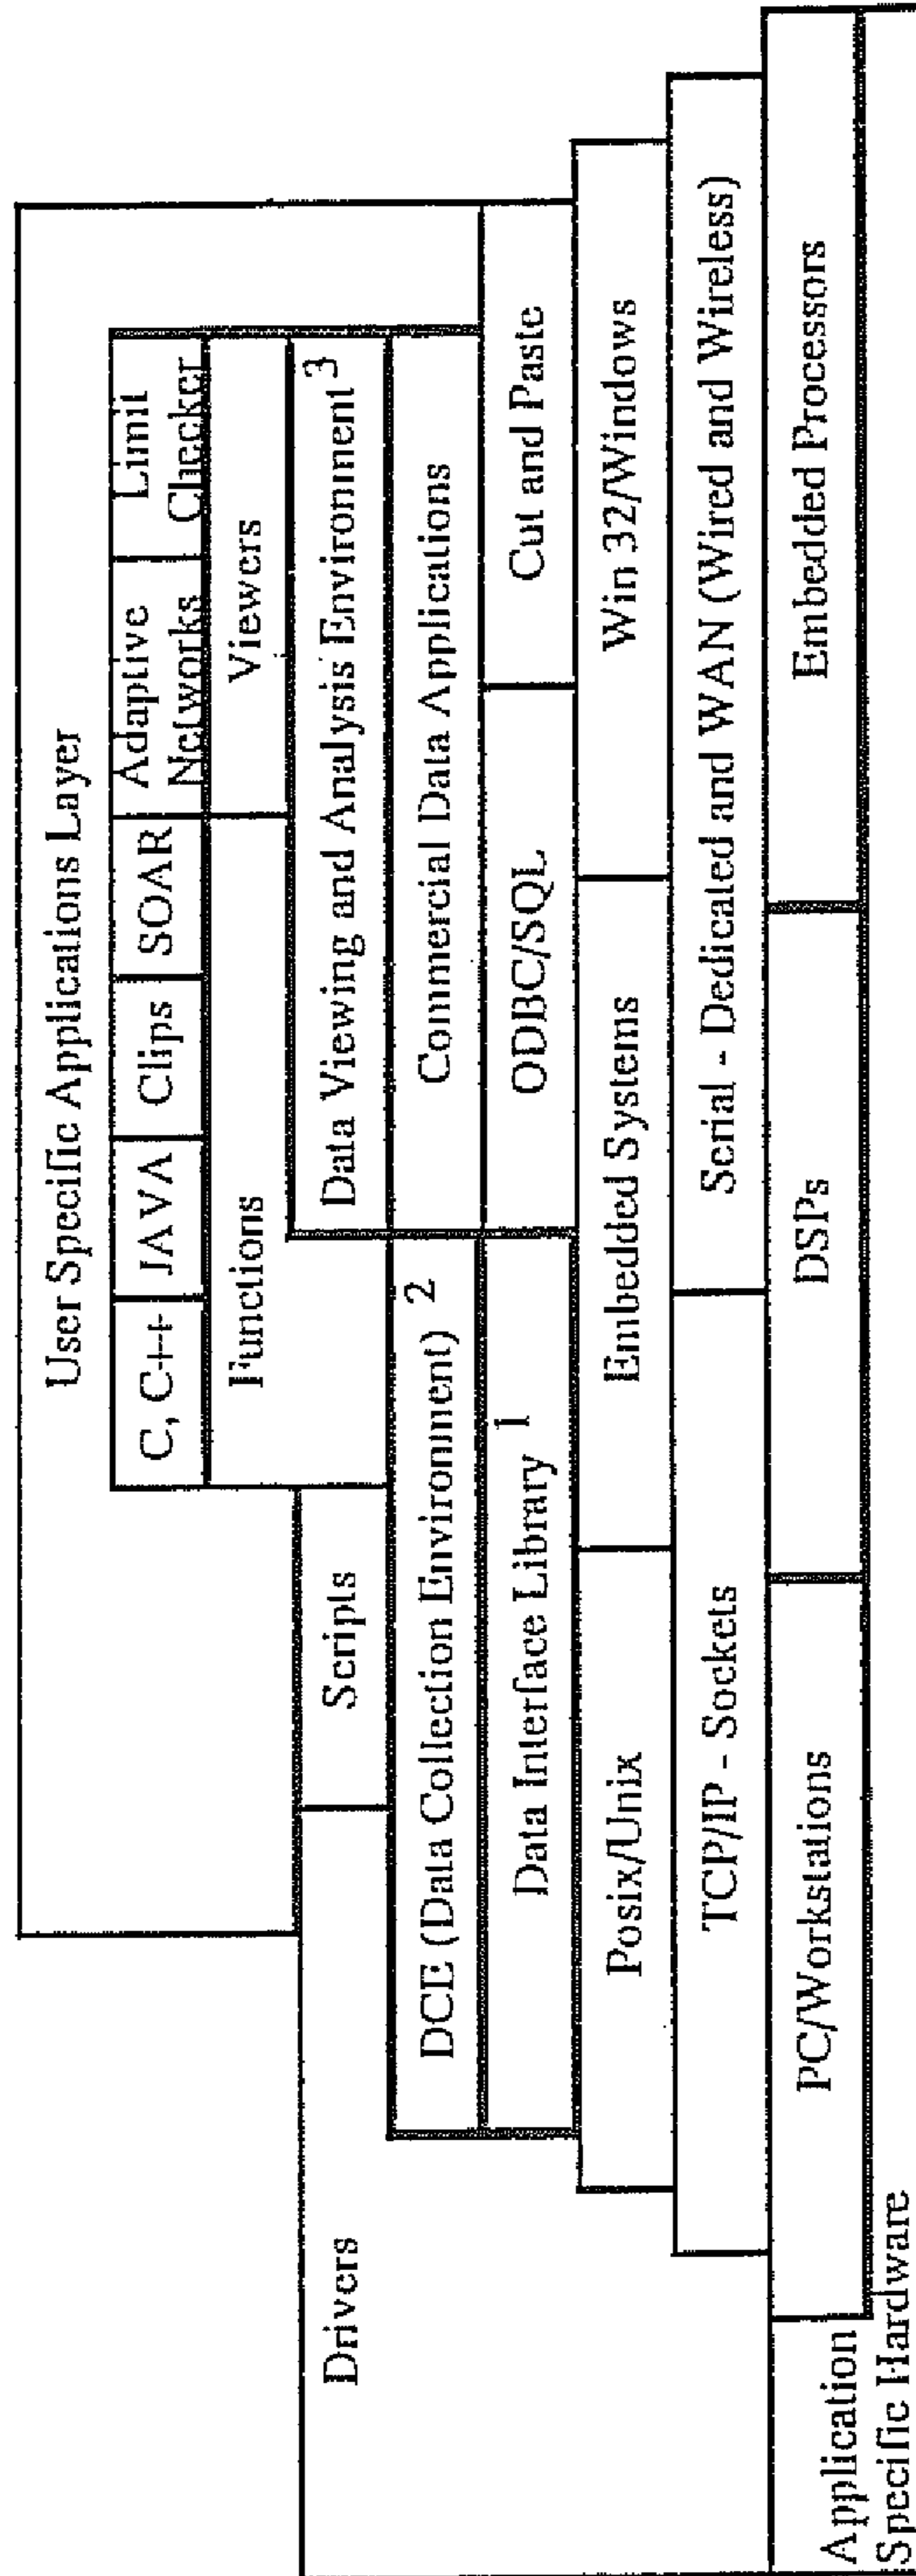 User Specific Applications Layer
C, C++ JAVA Clips SOAR Adaptive Networks Limit Checker
Functions Viewers
Drivers Scripts Data Viewing and Analysis Environment 3
DCE (Data Collection Environment) 2 Commercial Data Applications
Data Interface Library 1 ODBC/SQL Cut and Paste
Posix/Unix Embedded Systems Win 32/Windows
TCP/IP - Sockets Serial - Dedicated and WAN (Wired and Wireless)
Application PC/Workstations DSPs Embedded Processors
Specific Hardware